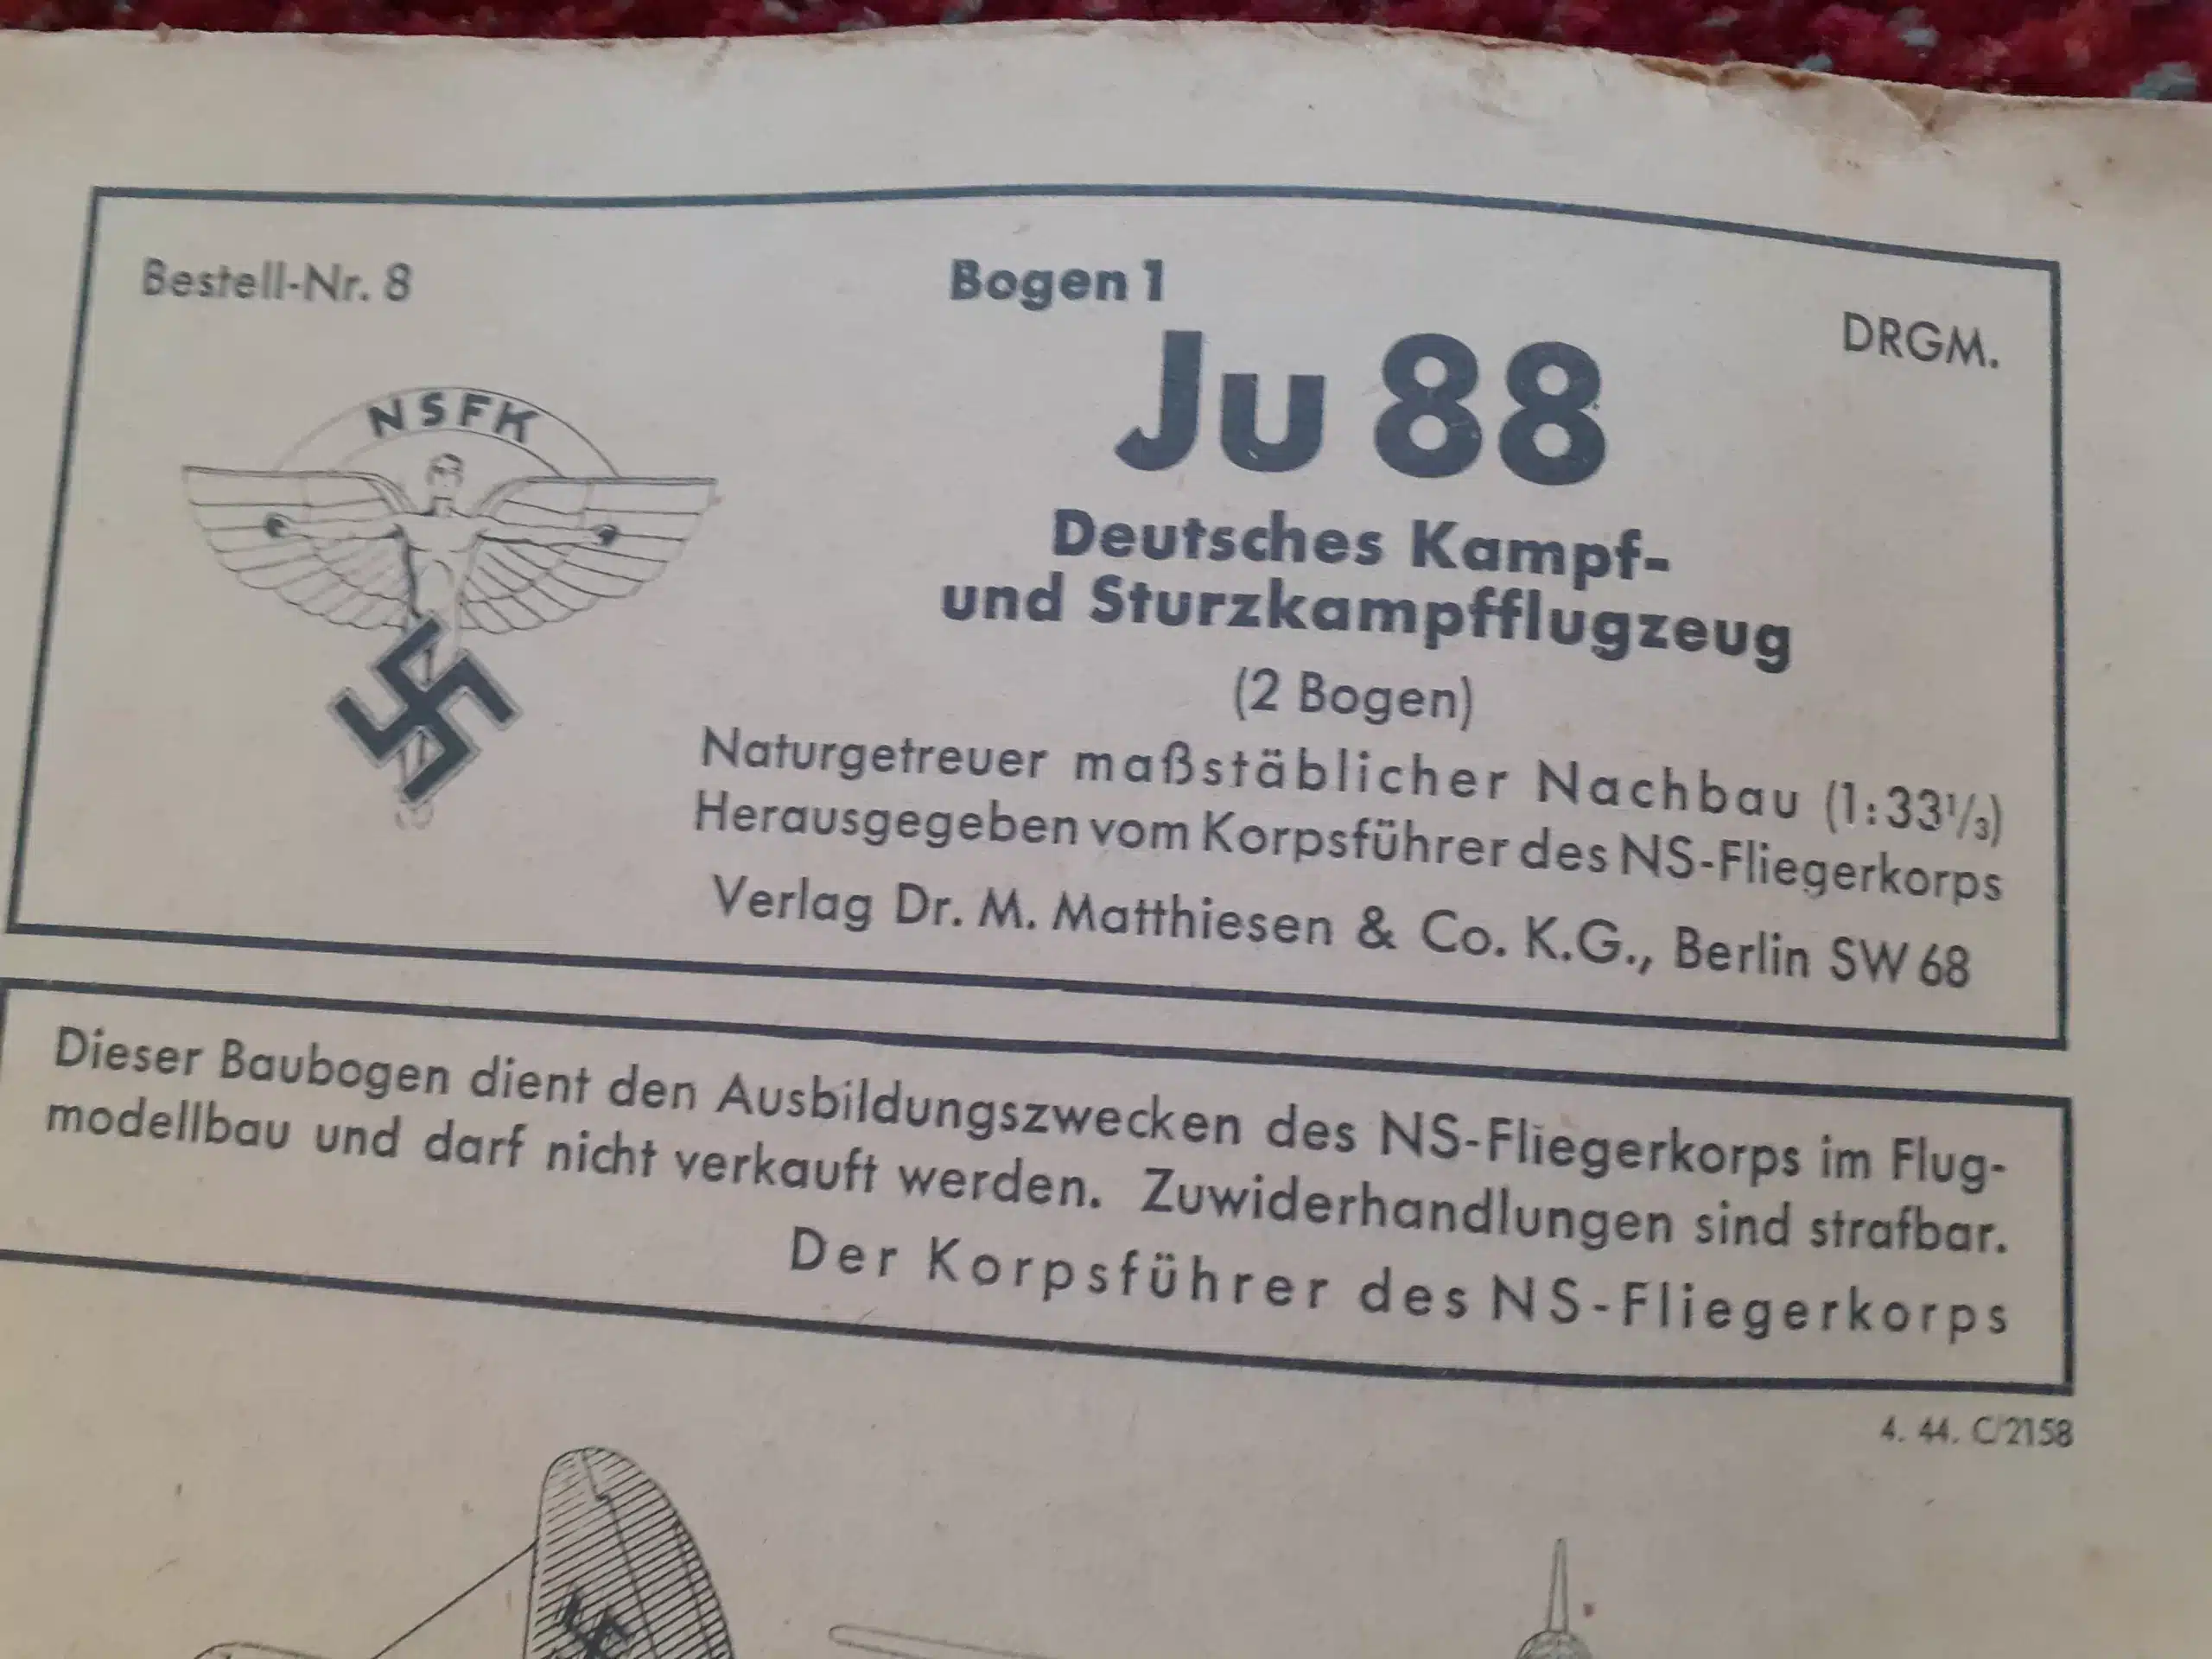 Bestell-Nr. 8
Bogen 1
DRGM.
Ju 88
NSFK
Deutsches Kampf-
und Sturzkampfflugzeug
(2 Bogen)
Naturgetreuer maßstäblicher Nachbau (1:33⅓)
Herausgegeben vom Korpsführer des NS-Fliegerkorps
Verlag Dr. M. Matthiesen & Co. K.G., Berlin SW 68
Dieser Baubogen dient den Ausbildungszwecken des NS-Fliegerkorps im Flug-
modellbau und darf nicht verkauft werden. Zuwiderhandlungen sind strafbar.
Der Korpsführer des NS-Fliegerkorps
4. 44. C/2158